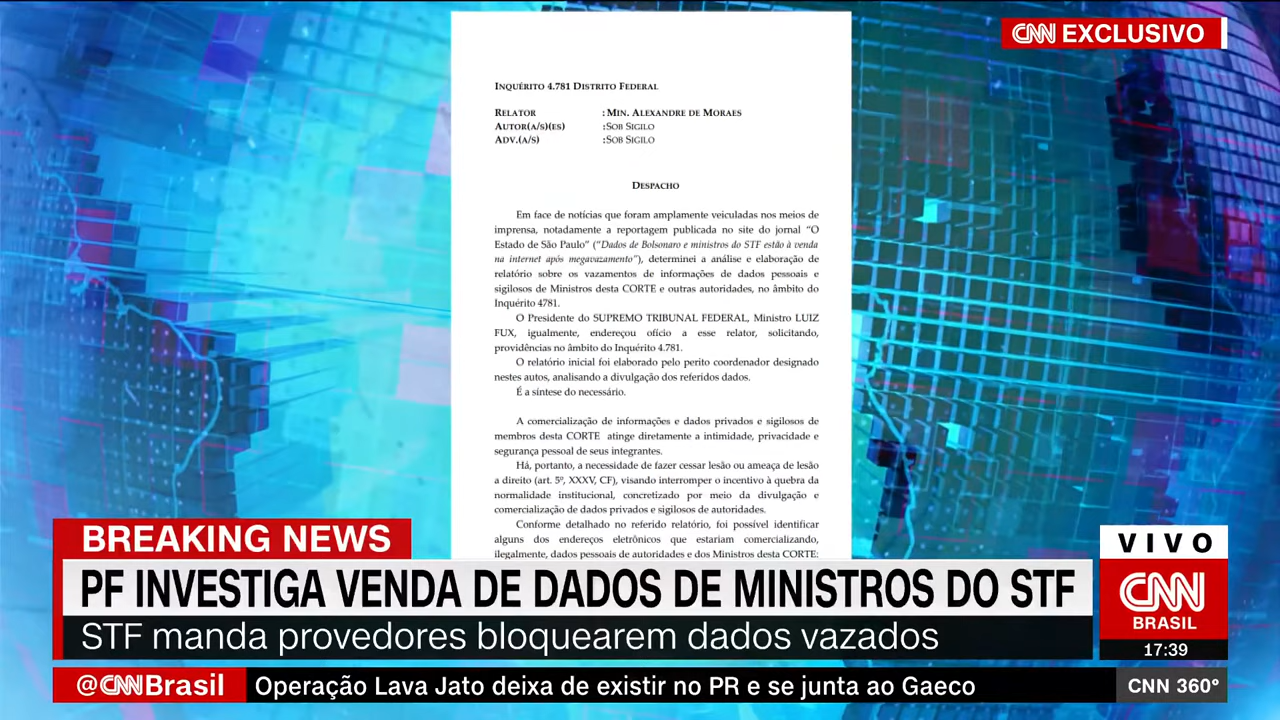 CNN EXCLUSIVO
INQUÉRITO 4.781 DISTRITO FEDERAL
RELATOR : MIN. ALEXANDRE DE MORAES
AUTOR(A/S)(ES) :SOB SIGILO
ADV.(A/S) :SOB SIGILO
DESPACHO
Em face de notícias que foram amplamente veiculadas nos meios de
imprensa, notadamente a reportagem publicada no site do jornal “O
Estado de São Paulo” (“Dados de Bolsonaro e ministros do STF estão à venda
na internet após megavazamento”), determinei a análise e elaboração de
relatório sobre os vazamentos de informações de dados pessoais e
sigilosos de Ministros desta CORTE e outras autoridades, no âmbito do
Inquérito 4781.
O Presidente do SUPREMO TRIBUNAL FEDERAL, Ministro LUIZ
FUX, igualmente, endereçou ofício a esse relator, solicitando,
providências no âmbito do Inquérito 4.781.
O relatório inicial foi elaborado pelo perito coordenador designado
nestes autos, analisando a divulgação dos referidos dados.
É a síntese do necessário.
A comercialização de informações e dados privados e sigilosos de
membros desta CORTE atinge diretamente a intimidade, privacidade e
segurança pessoal de seus integrantes.
Há, portanto, a necessidade de fazer cessar lesão ou ameaça de lesão
a direito (art. 5º, XXXV, CF), visando interromper o incentivo à quebra da
normalidade institucional, concretizado por meio da divulgação e
comercialização de dados privados e sigilosos de autoridades.
Conforme detalhado no referido relatório, foi possível identificar
alguns dos endereços eletrônicos que estariam comercializando,
ilegalmente, dados pessoais de autoridades e dos Ministros desta CORTE:
BREAKING NEWS
PF INVESTIGA VENDA DE DADOS DE MINISTROS DO STF
STF manda provedores bloquearem dados vazados
VIVO
CNN
BRASIL
17:39
@CNNBrasil Operação Lava Jato deixa de existir no PR e se junta ao Gaeco
CNN 360º